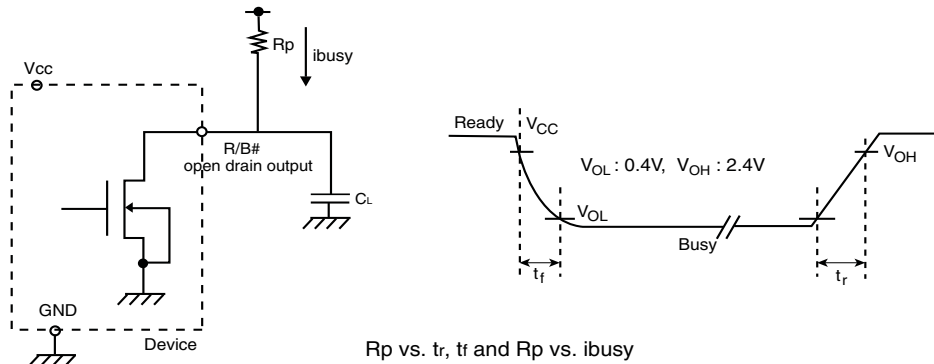 Rp
ibusy
Vcc
R/B#
open drain output
CL
GND
Device
Ready
VCC
VOL : 0.4V, VOH : 2.4V
VOH
VOL
Busy
tf
tr
Rp vs. tr, tf and Rp vs. ibusy